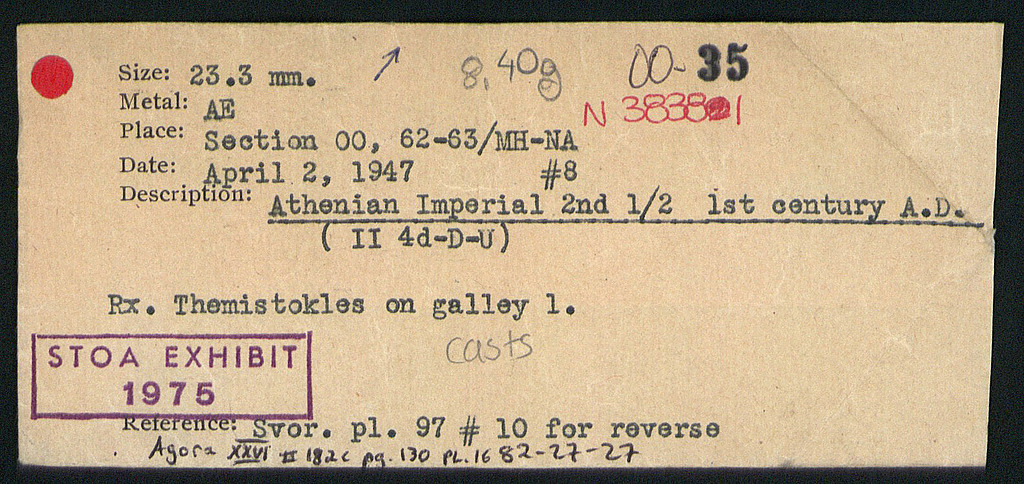 Size: 23.3 mm. ↗ 8.40g OO- 35
Metal: AE N 38381
Place: Section OO, 62-63/MH-NA
Date: April 2, 1947 #8
Description: Athenian Imperial 2nd 1/2 1st century A.D.
( II 4d-D-U)
Rx. Themistokles on galley l.
casts
STOA EXHIBIT
1975
Reference: Svor. pl. 97 # 10 for reverse
Agora XXVI # 182c pg. 130 PL. 16 82-27-27